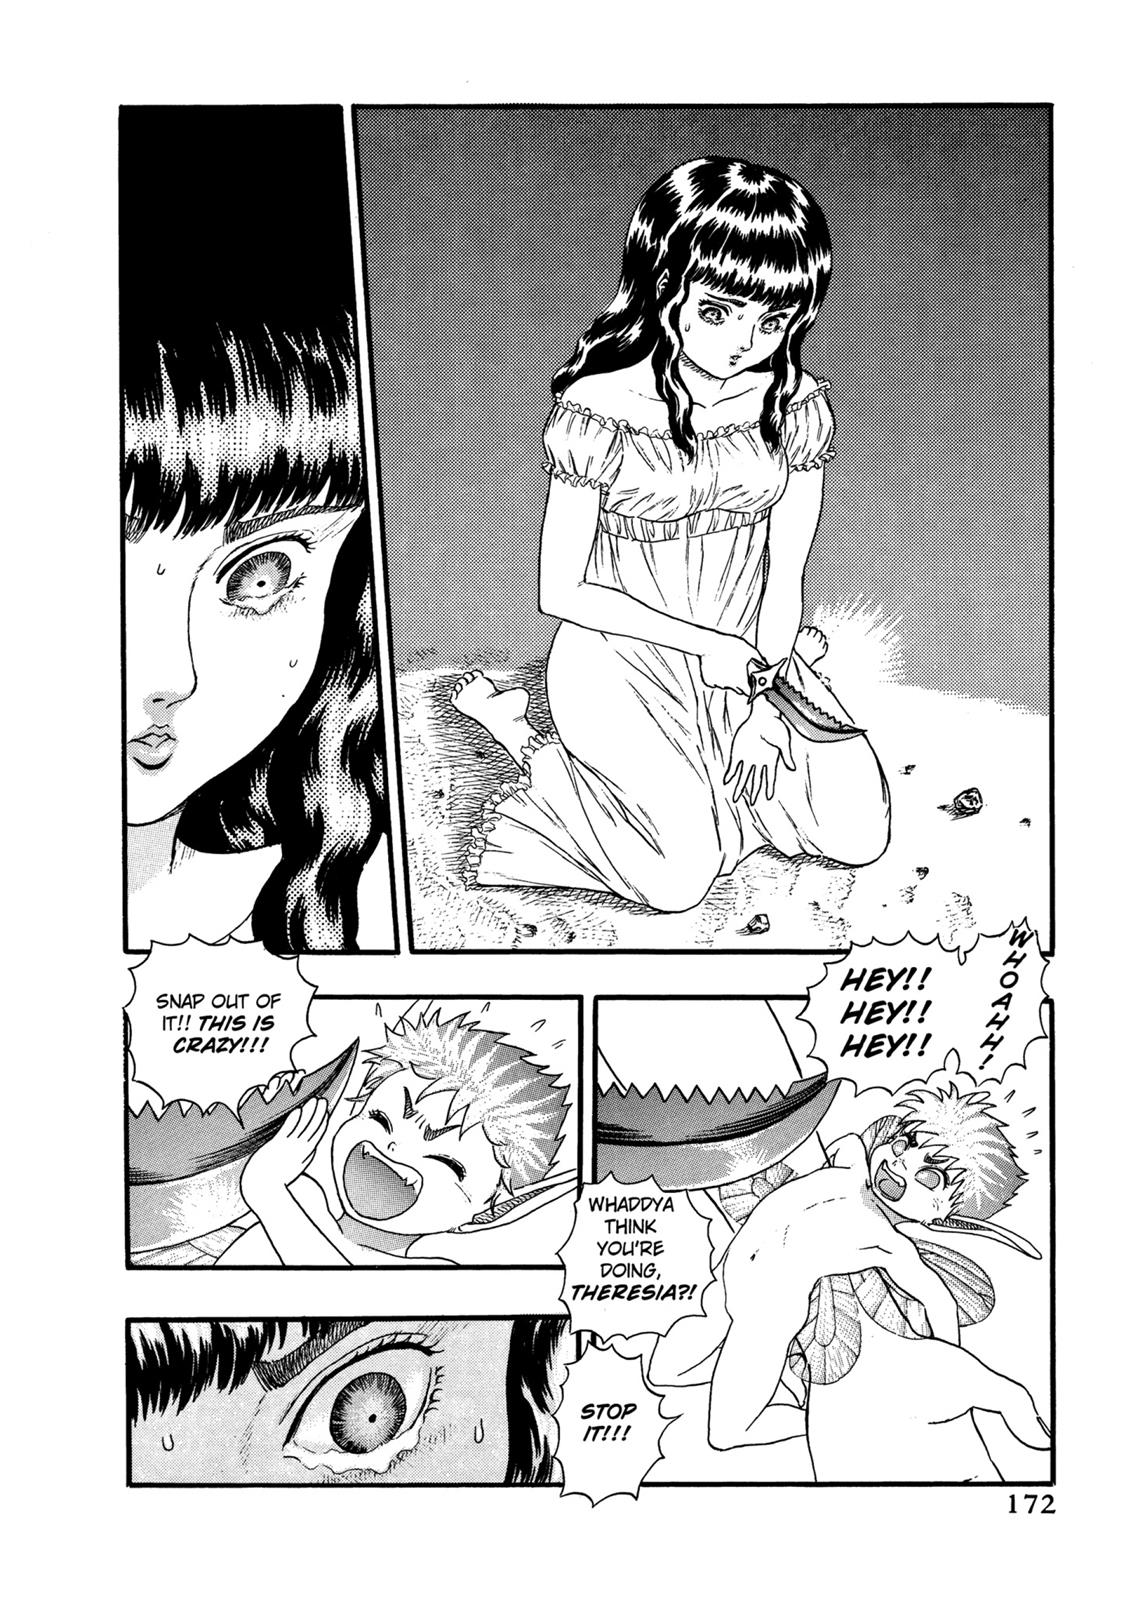 WHOAHH!
HEY!!
HEY!!
HEY!!
SNAP OUT OF
IT!! THIS IS
CRAZY!!!
WHADDYA
THINK
YOU'RE
DOING,
THERESIA?!
STOP
IT!!!
172